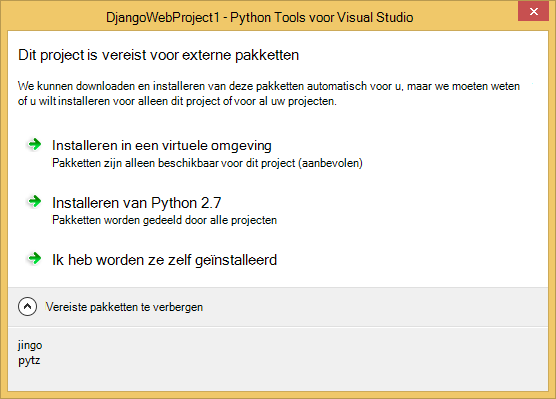 DjangoWebProject1 - Python Tools voor Visual Studio
Dit project is vereist voor externe pakketten
We kunnen downloaden en installeren van deze pakketten automatisch voor u, maar we moeten weten
of u wilt installeren voor alleen dit project of voor al uw projecten.
Installeren in een virtuele omgeving
Pakketten zijn alleen beschikbaar voor dit project (aanbevolen)
Installeren van Python 2.7
Pakketten worden gedeeld door alle projecten
Ik heb worden ze zelf geïnstalleerd
Vereiste pakketten te verbergen
jingo
pytz